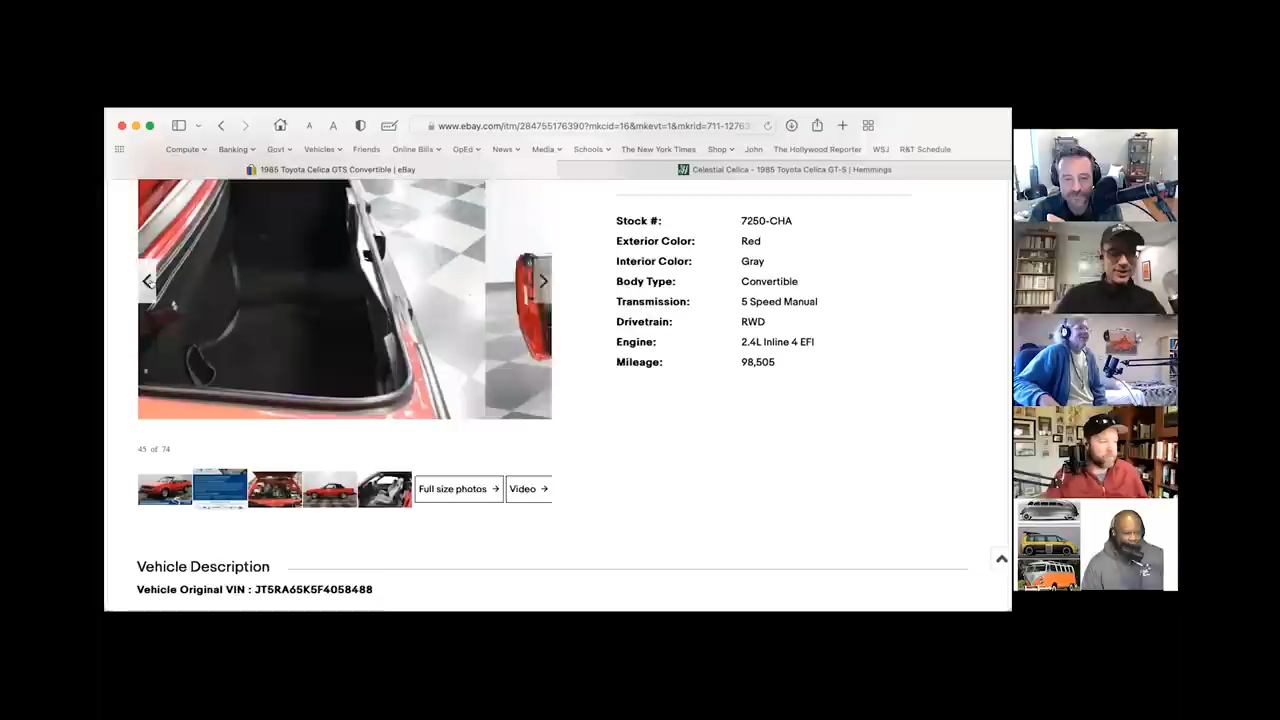 www.ebay.com/itm/284755176390?mkcid=16&mkevt=1&mkrid=711-12763
Compute Banking Govt Vehicles Friends Online Bills OpEd News Media Schools The New York Times Shop John The Hollywood Reporter WSJ R&T Schedule
1985 Toyota Celica GTS Convertible | eBay
Celestial Celica - 1985 Toyota Celica GT-S | Hemmings
Stock #: 7250-CHA
Exterior Color: Red
Interior Color: Gray
Body Type: Convertible
Transmission: 5 Speed Manual
Drivetrain: RWD
Engine: 2.4L Inline 4 EFI
Mileage: 98,505
45 of 74
Full size photos → Video →
Vehicle Description
Vehicle Original VIN : JT5RA65K5F4058488